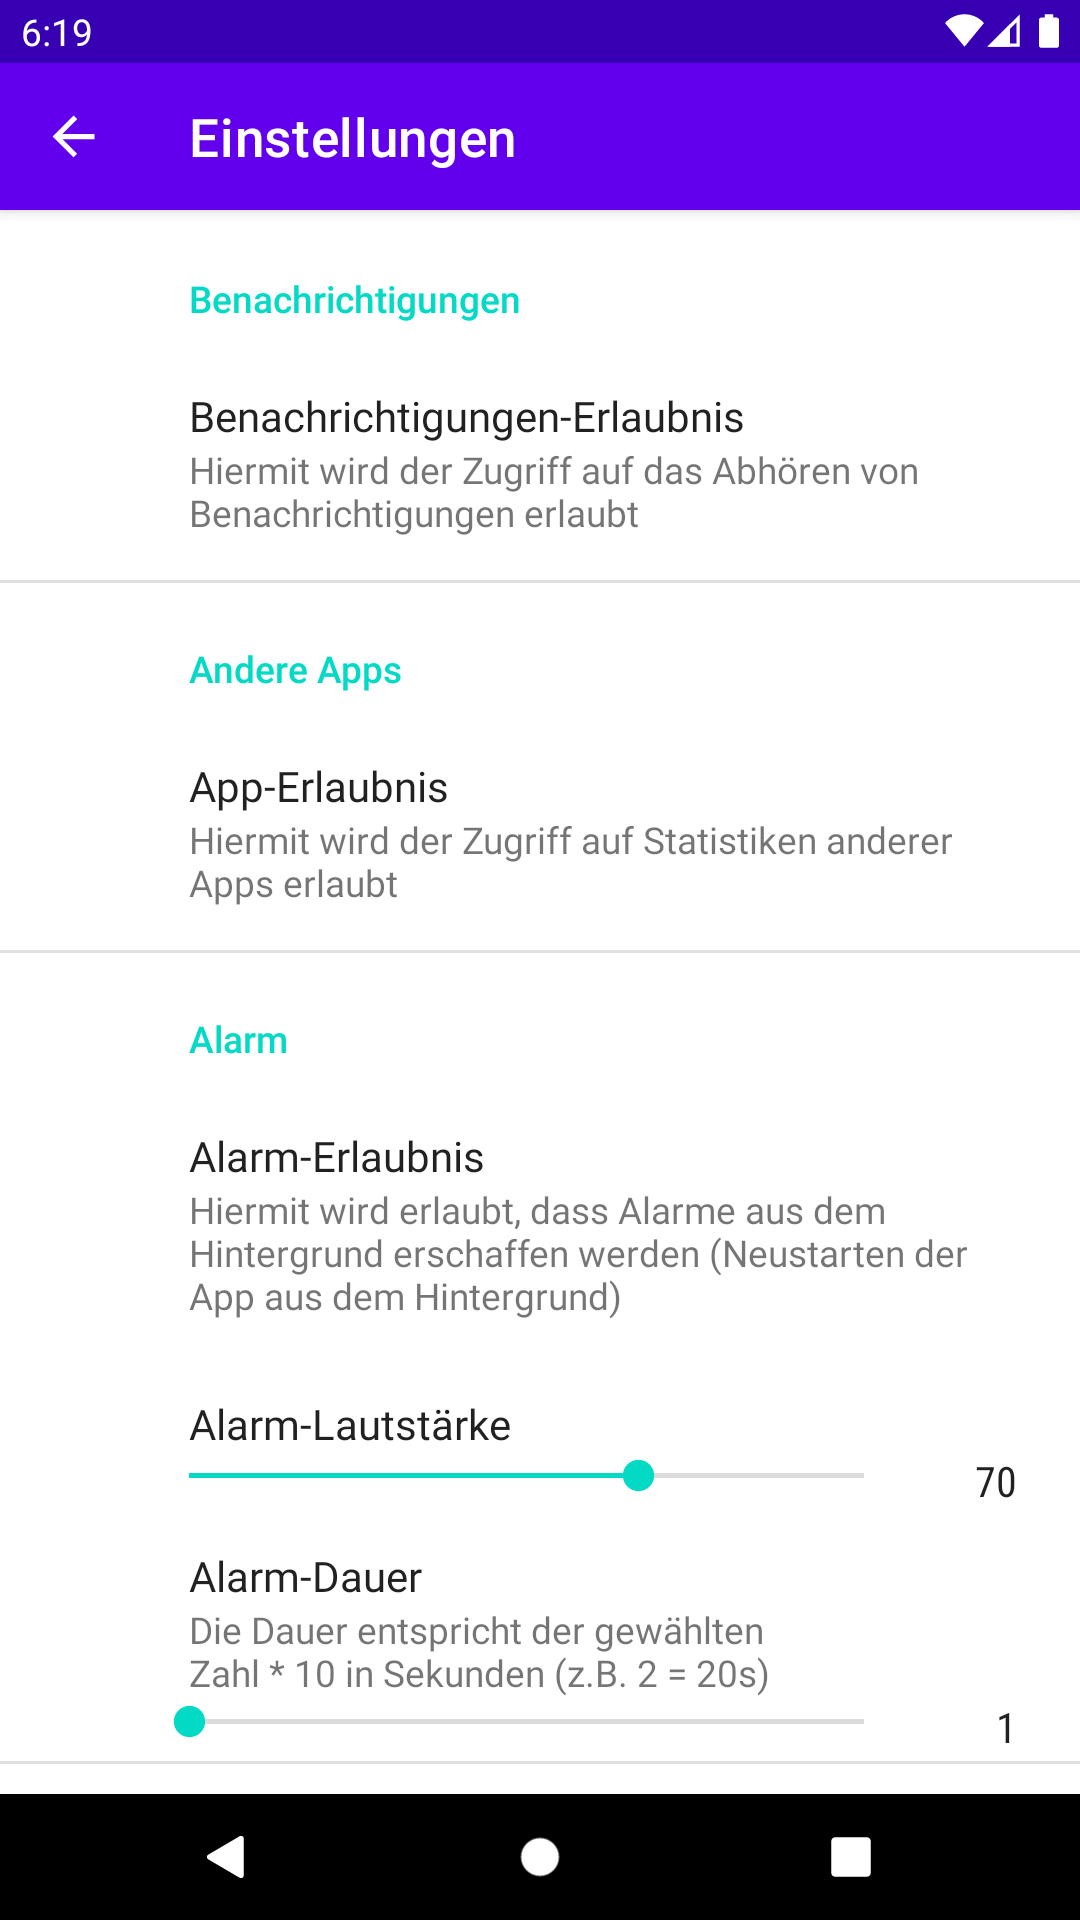 6:19
Einstellungen
Benachrichtigungen
Benachrichtigungen-Erlaubnis
Hiermit wird der Zugriff auf das Abhören von
Benachrichtigungen erlaubt
Andere Apps
App-Erlaubnis
Hiermit wird der Zugriff auf Statistiken anderer
Apps erlaubt
Alarm
Alarm-Erlaubnis
Hiermit wird erlaubt, dass Alarme aus dem
Hintergrund erschaffen werden (Neustarten der
App aus dem Hintergrund)
Alarm-Lautstärke
70
Alarm-Dauer
Die Dauer entspricht der gewählten
Zahl * 10 in Sekunden (z.B. 2 = 20s)
1